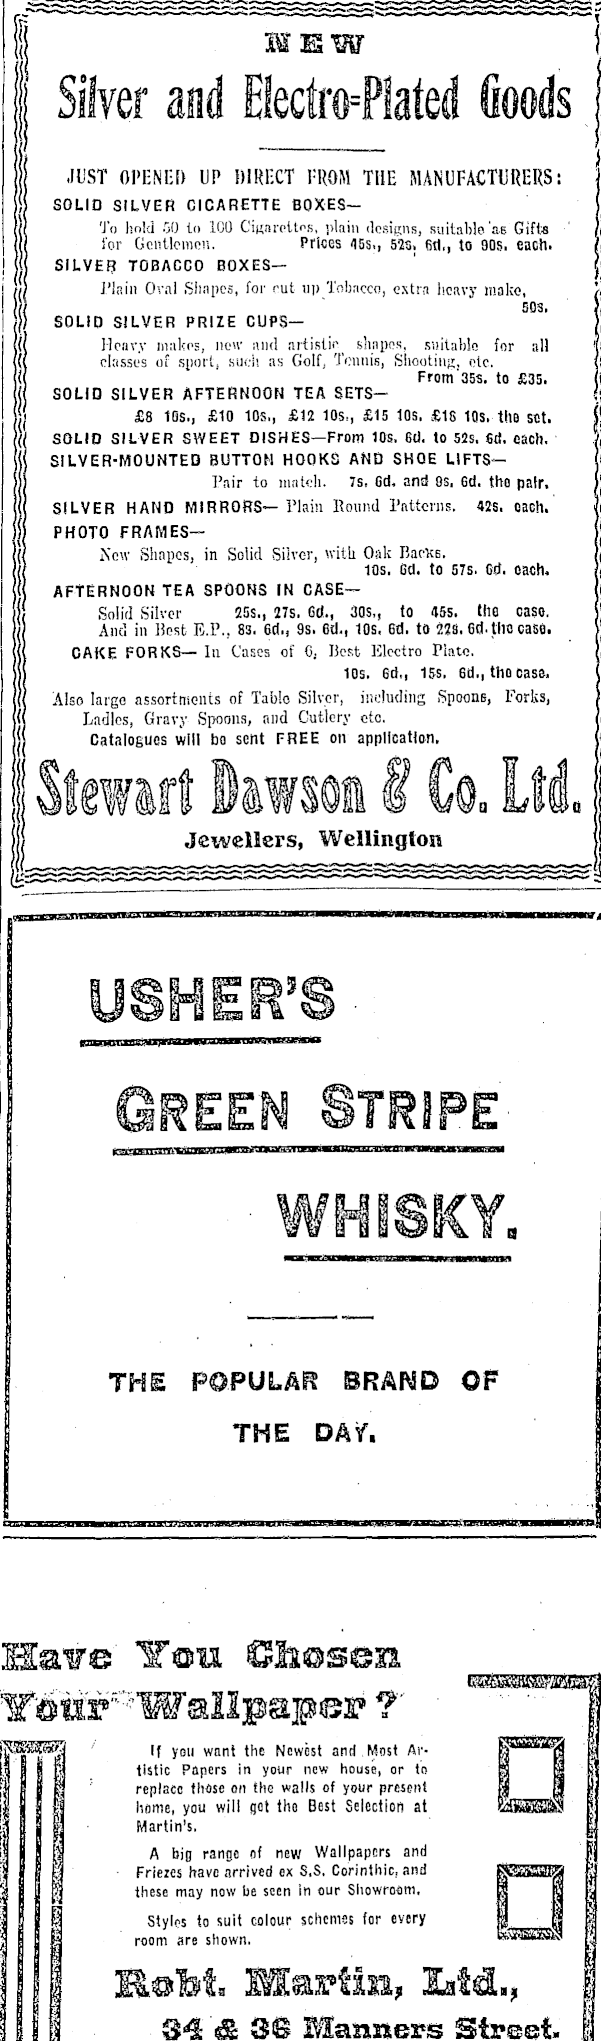 NEW
Silver and Electro=Plated Goods
JUST OPENED UP DIRECT FROM THE MANUFACTURERS:
SOLID SILVER CIGARETTE BOXES—
To hold 50 to 100 Cigarettes, plain designs, suitable as Gifts
for Gentlemen. Prices 45s., 52s. 6d., to 90s. each.
SILVER TOBACCO BOXES—
Plain Oval Shapes, for cut up Tobacco, extra heavy make,
50s.
SOLID SILVER PRIZE CUPS—
Heavy makes, new and artistic shapes, suitable for all
classes of sport, such as Golf, Tennis, Shooting, etc.
From 35s. to £35.
SOLID SILVER AFTERNOON TEA SETS—
£8 10s., £10 10s., £12 10s., £15 10s. £18 10s. the set.
SOLID SILVER SWEET DISHES—From 10s. 6d. to 52s. 6d. each.
SILVER-MOUNTED BUTTON HOOKS AND SHOE LIFTS—
Pair to match. 7s. 6d. and 9s. 6d. the pair.
SILVER HAND MIRRORS— Plain Round Patterns. 42s. each.
PHOTO FRAMES—
New Shapes, in Solid Silver, with Oak Backs.
10s. 6d. to 57s. 6d. each.
AFTERNOON TEA SPOONS IN CASE—
Solid Silver 25s., 27s. 6d., 30s., to 45s. the case.
And in Best E.P., 8s. 6d., 9s. 6d., 10s. 6d. to 22s. 6d. the case.
CAKE FORKS— In Cases of 6, Best Electro Plate.
10s. 6d., 15s. 6d., the case.
Also large assortments of Table Silver, including Spoons, Forks,
Ladles, Gravy Spoons, and Cutlery etc.
Catalogues will be sent FREE on application.
Stewart Dawson & Co. Ltd.
Jewellers, Wellington
USHER'S
GREEN STRIPE
WHISKY.
THE POPULAR BRAND OF
THE DAY.
Have You Chosen
Your Wallpaper?
If you want the Newest and Most Ar-
tistic Papers in your new house, or to
replace those on the walls of your present
home, you will get the Best Selection at
Martin's.
A big range of new Wallpapers and
Friezes have arrived ex S.S. Corinthic, and
these may now be seen in our Showroom.
Styles to suit colour schemes for every
room are shown.
Robt. Martin, Ltd.,
34 & 36 Manners Street.